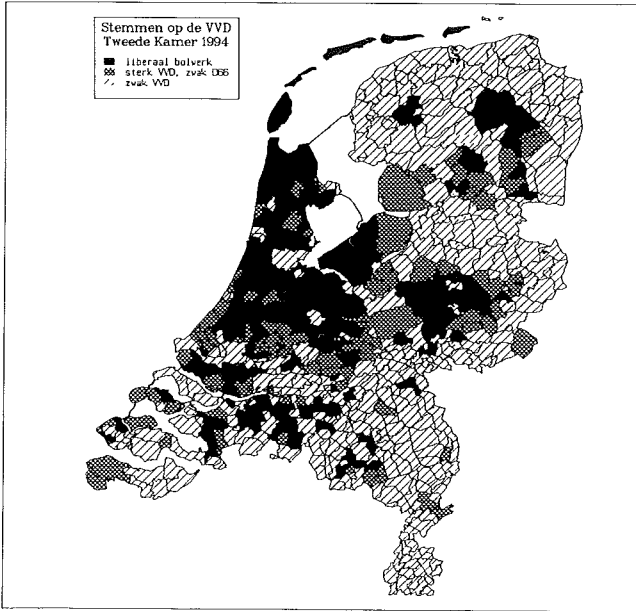 Stemmen op de VVD
Tweede Kamer 1994
liberaal bolwerk
sterk VVD, zwak D66
zwak VVD